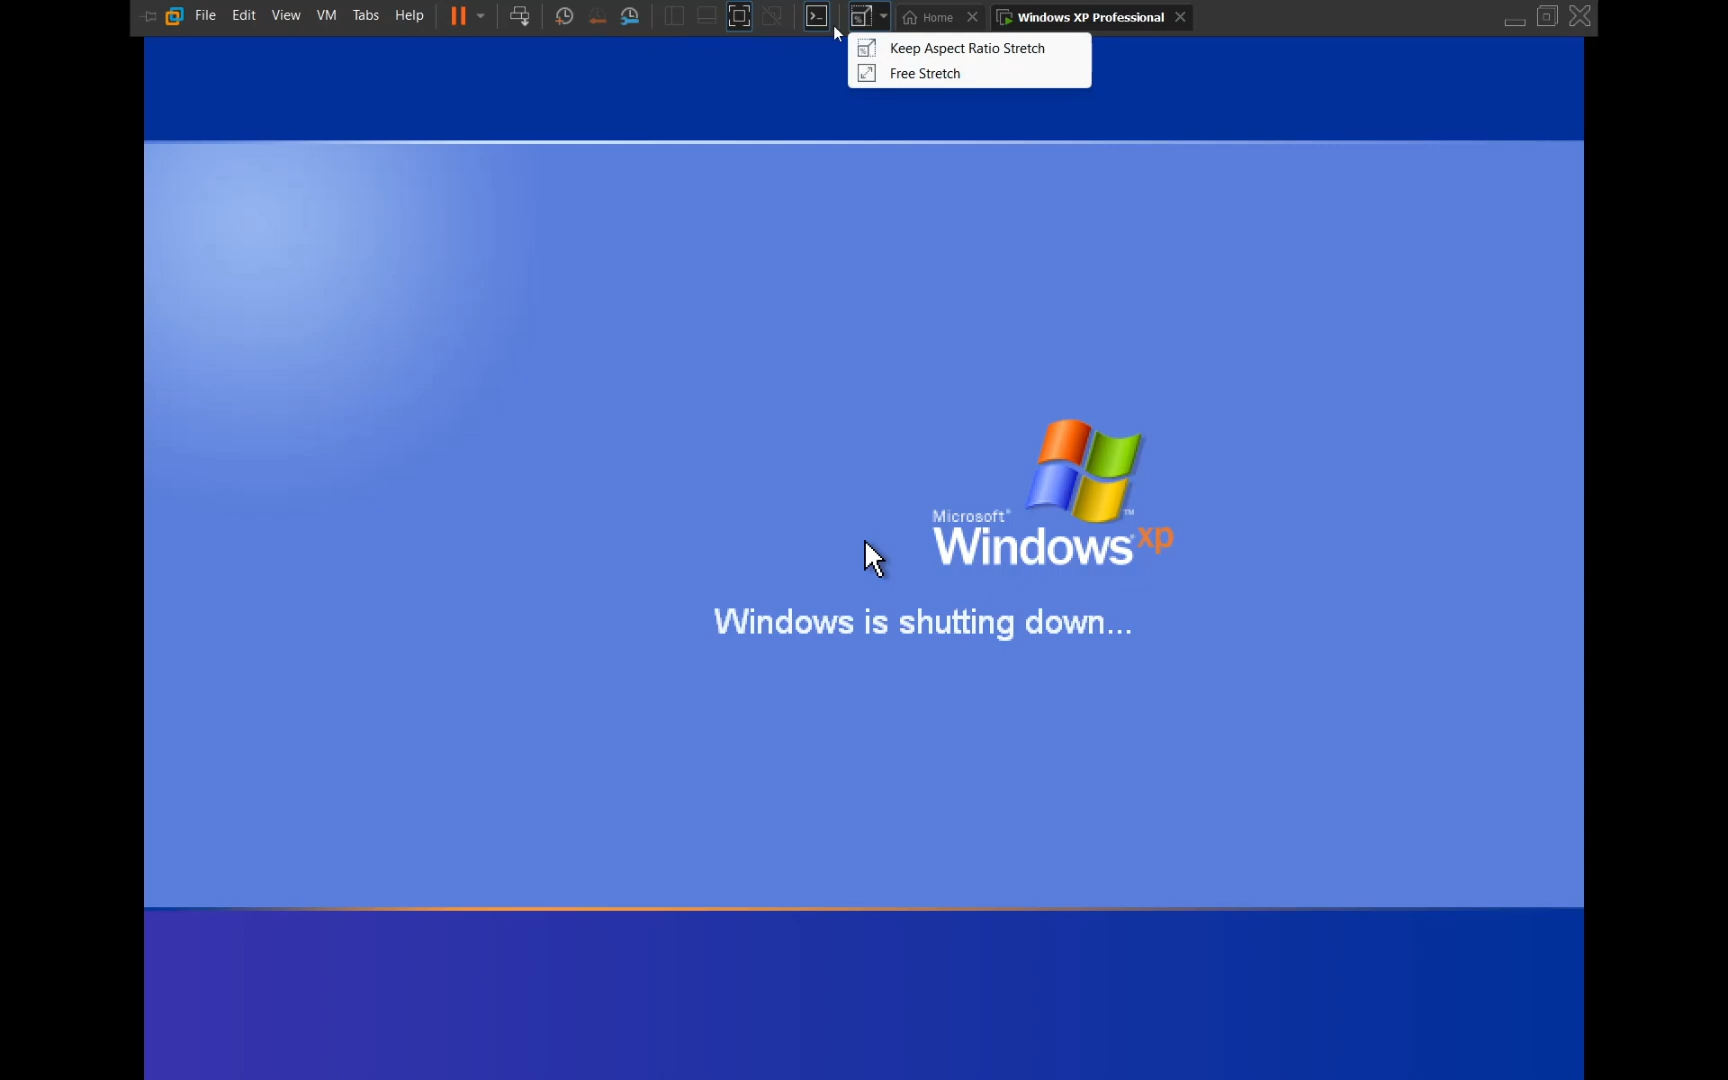 File Edit View VM Tabs Help Home Windows XP Professional
Keep Aspect Ratio Stretch
Free Stretch
Microsoft®
Windows xp™
Windows is shutting down...